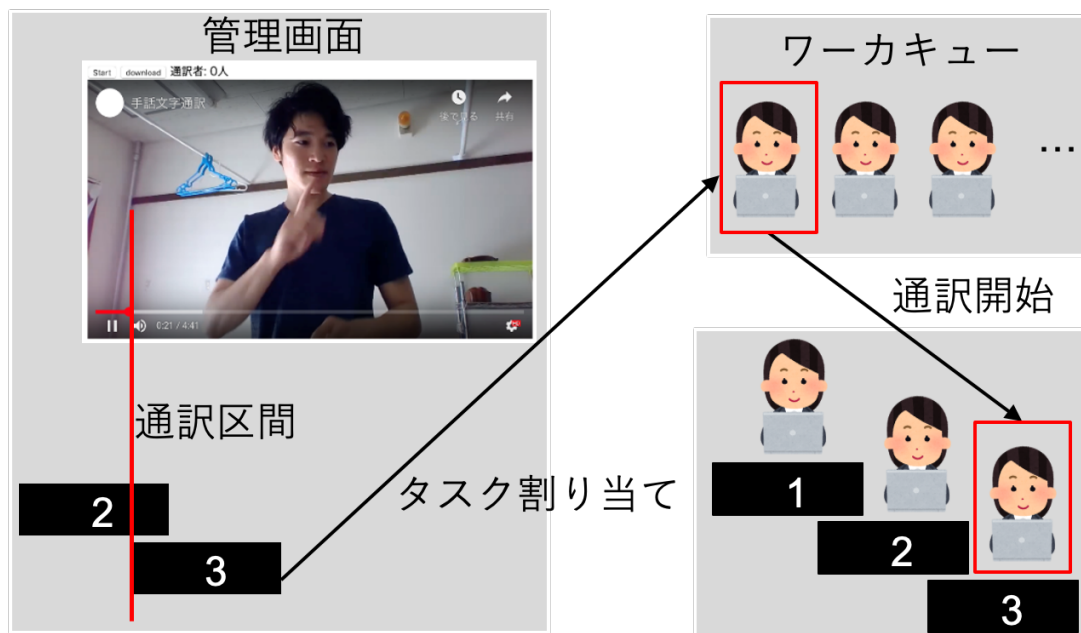 管理画面
Start download 通訳者: 0人
手話文字通訳
後で見る 共有
0:21 / 4:41
通訳区間
2
3
タスク割り当て
ワーカキュー
…
通訳開始
1
2
3